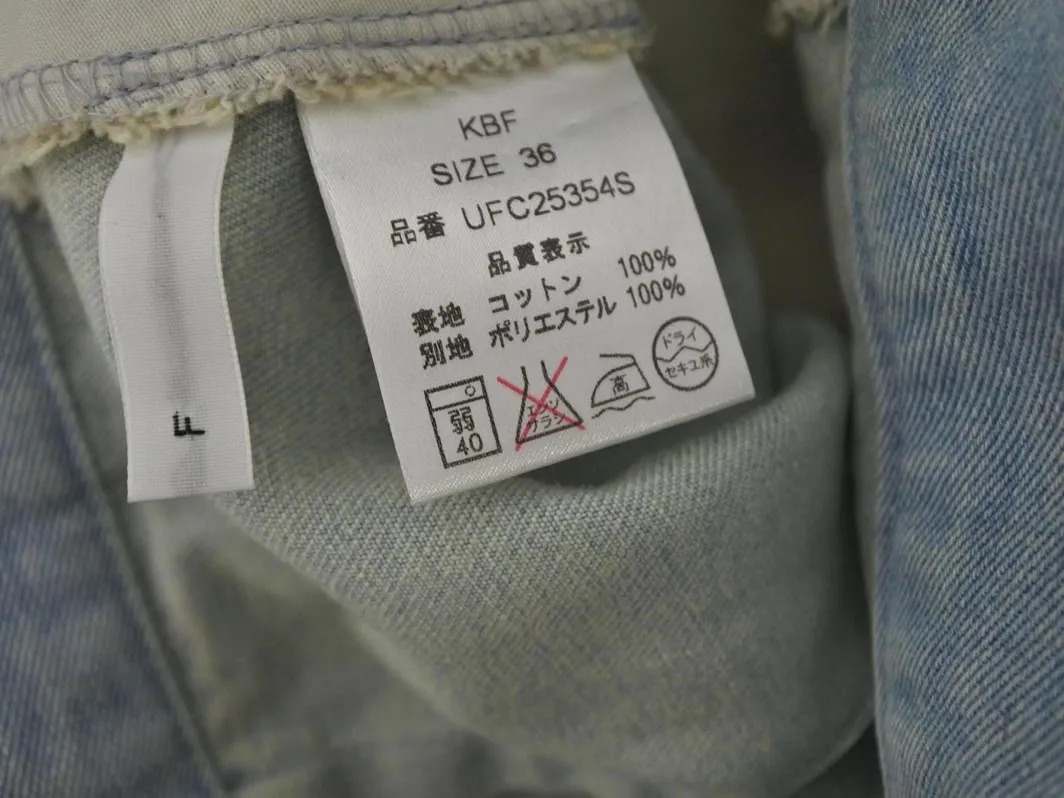 KBF
SIZE 36
品番 UFC25354S
品質表示
表地 コットン 100%
別地 ポリエステル 100%
弱
40
エンソ
サラシ
高
ドライ
セキユ系
F